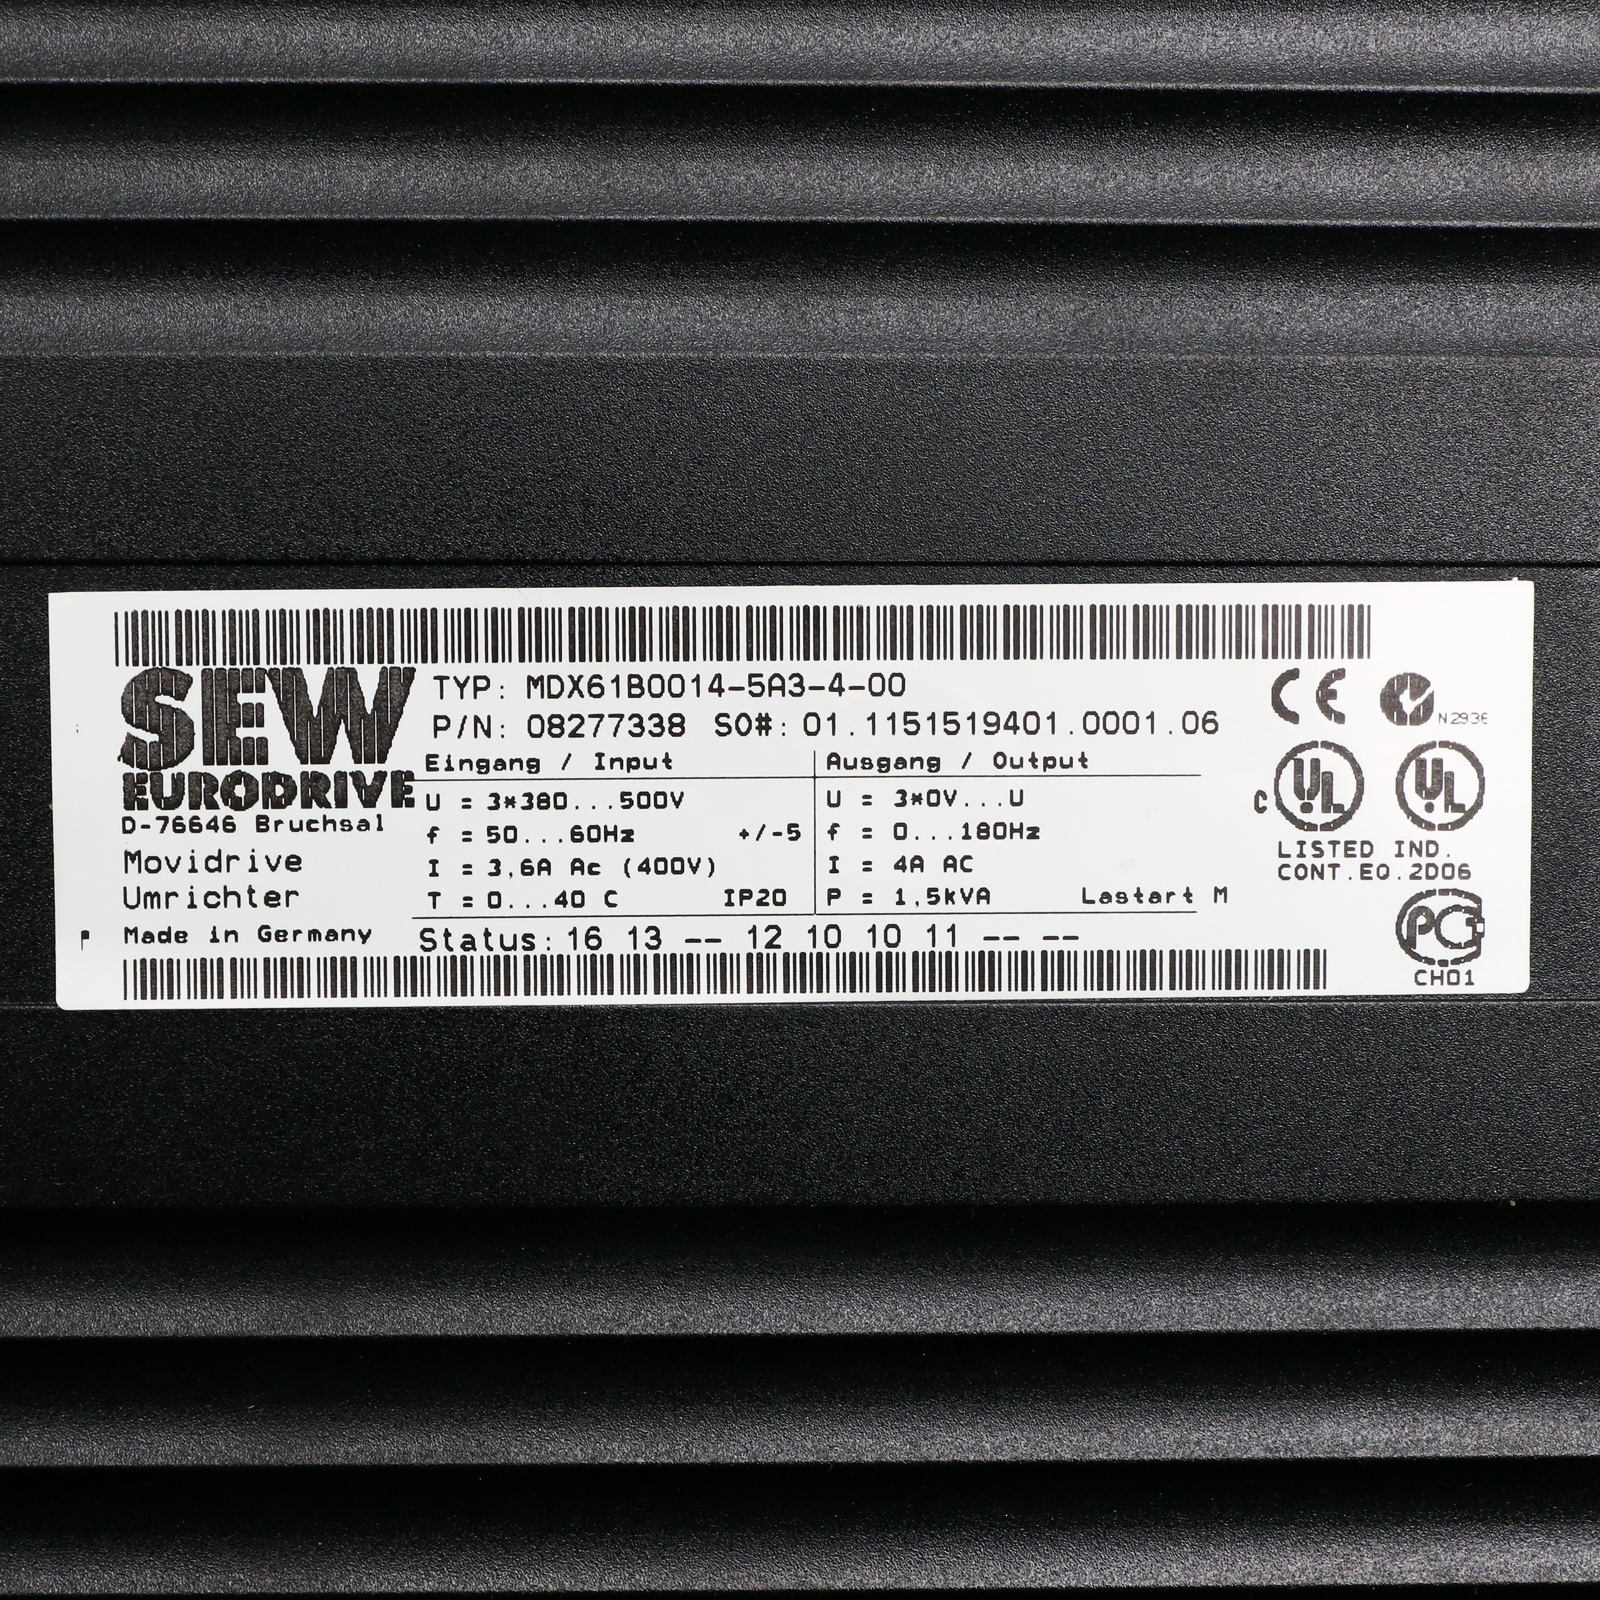 SEW
EURODRIVE
D-76646 Bruchsal
Movidrive
Umrichter
Made in Germany
TYP: MDX61B0014-5A3-4-00
P/N: 08277338 SO#: 01.1151519401.0001.06
Eingang / Input
U = 3*380...500V
f = 50...60Hz +/-5
I = 3,6A Ac (400V)
T = 0...40 C IP20
Ausgang / Output
U = 3*0V...U
f = 0...180Hz
I = 4A AC
P = 1,5kVA Lastart M
Status: 16 13 -- 12 10 10 11 -- --
CE
c UL UL
LISTED IND.
CONT.EQ.2D06
PC
CH01